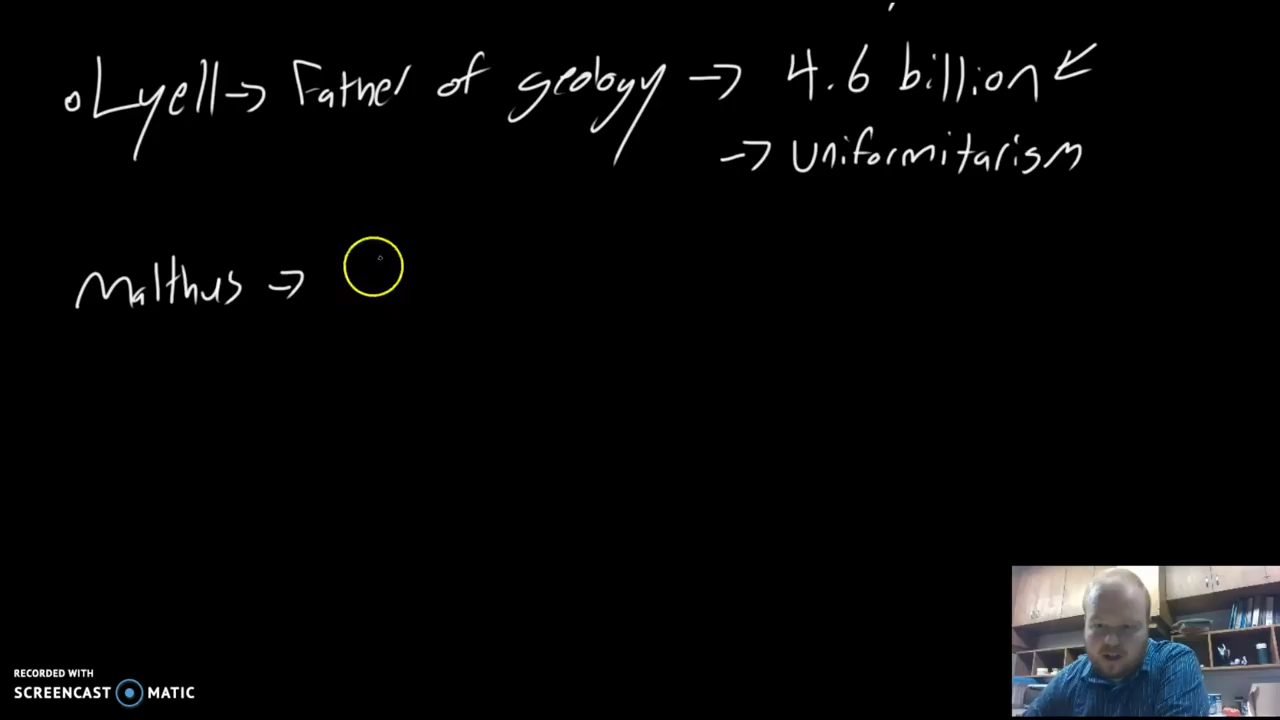 Lyell → Father of geology → 4.6 billion ↙
→ Uniformitarism
Malthus →
RECORDED WITH
SCREENCAST MATIC